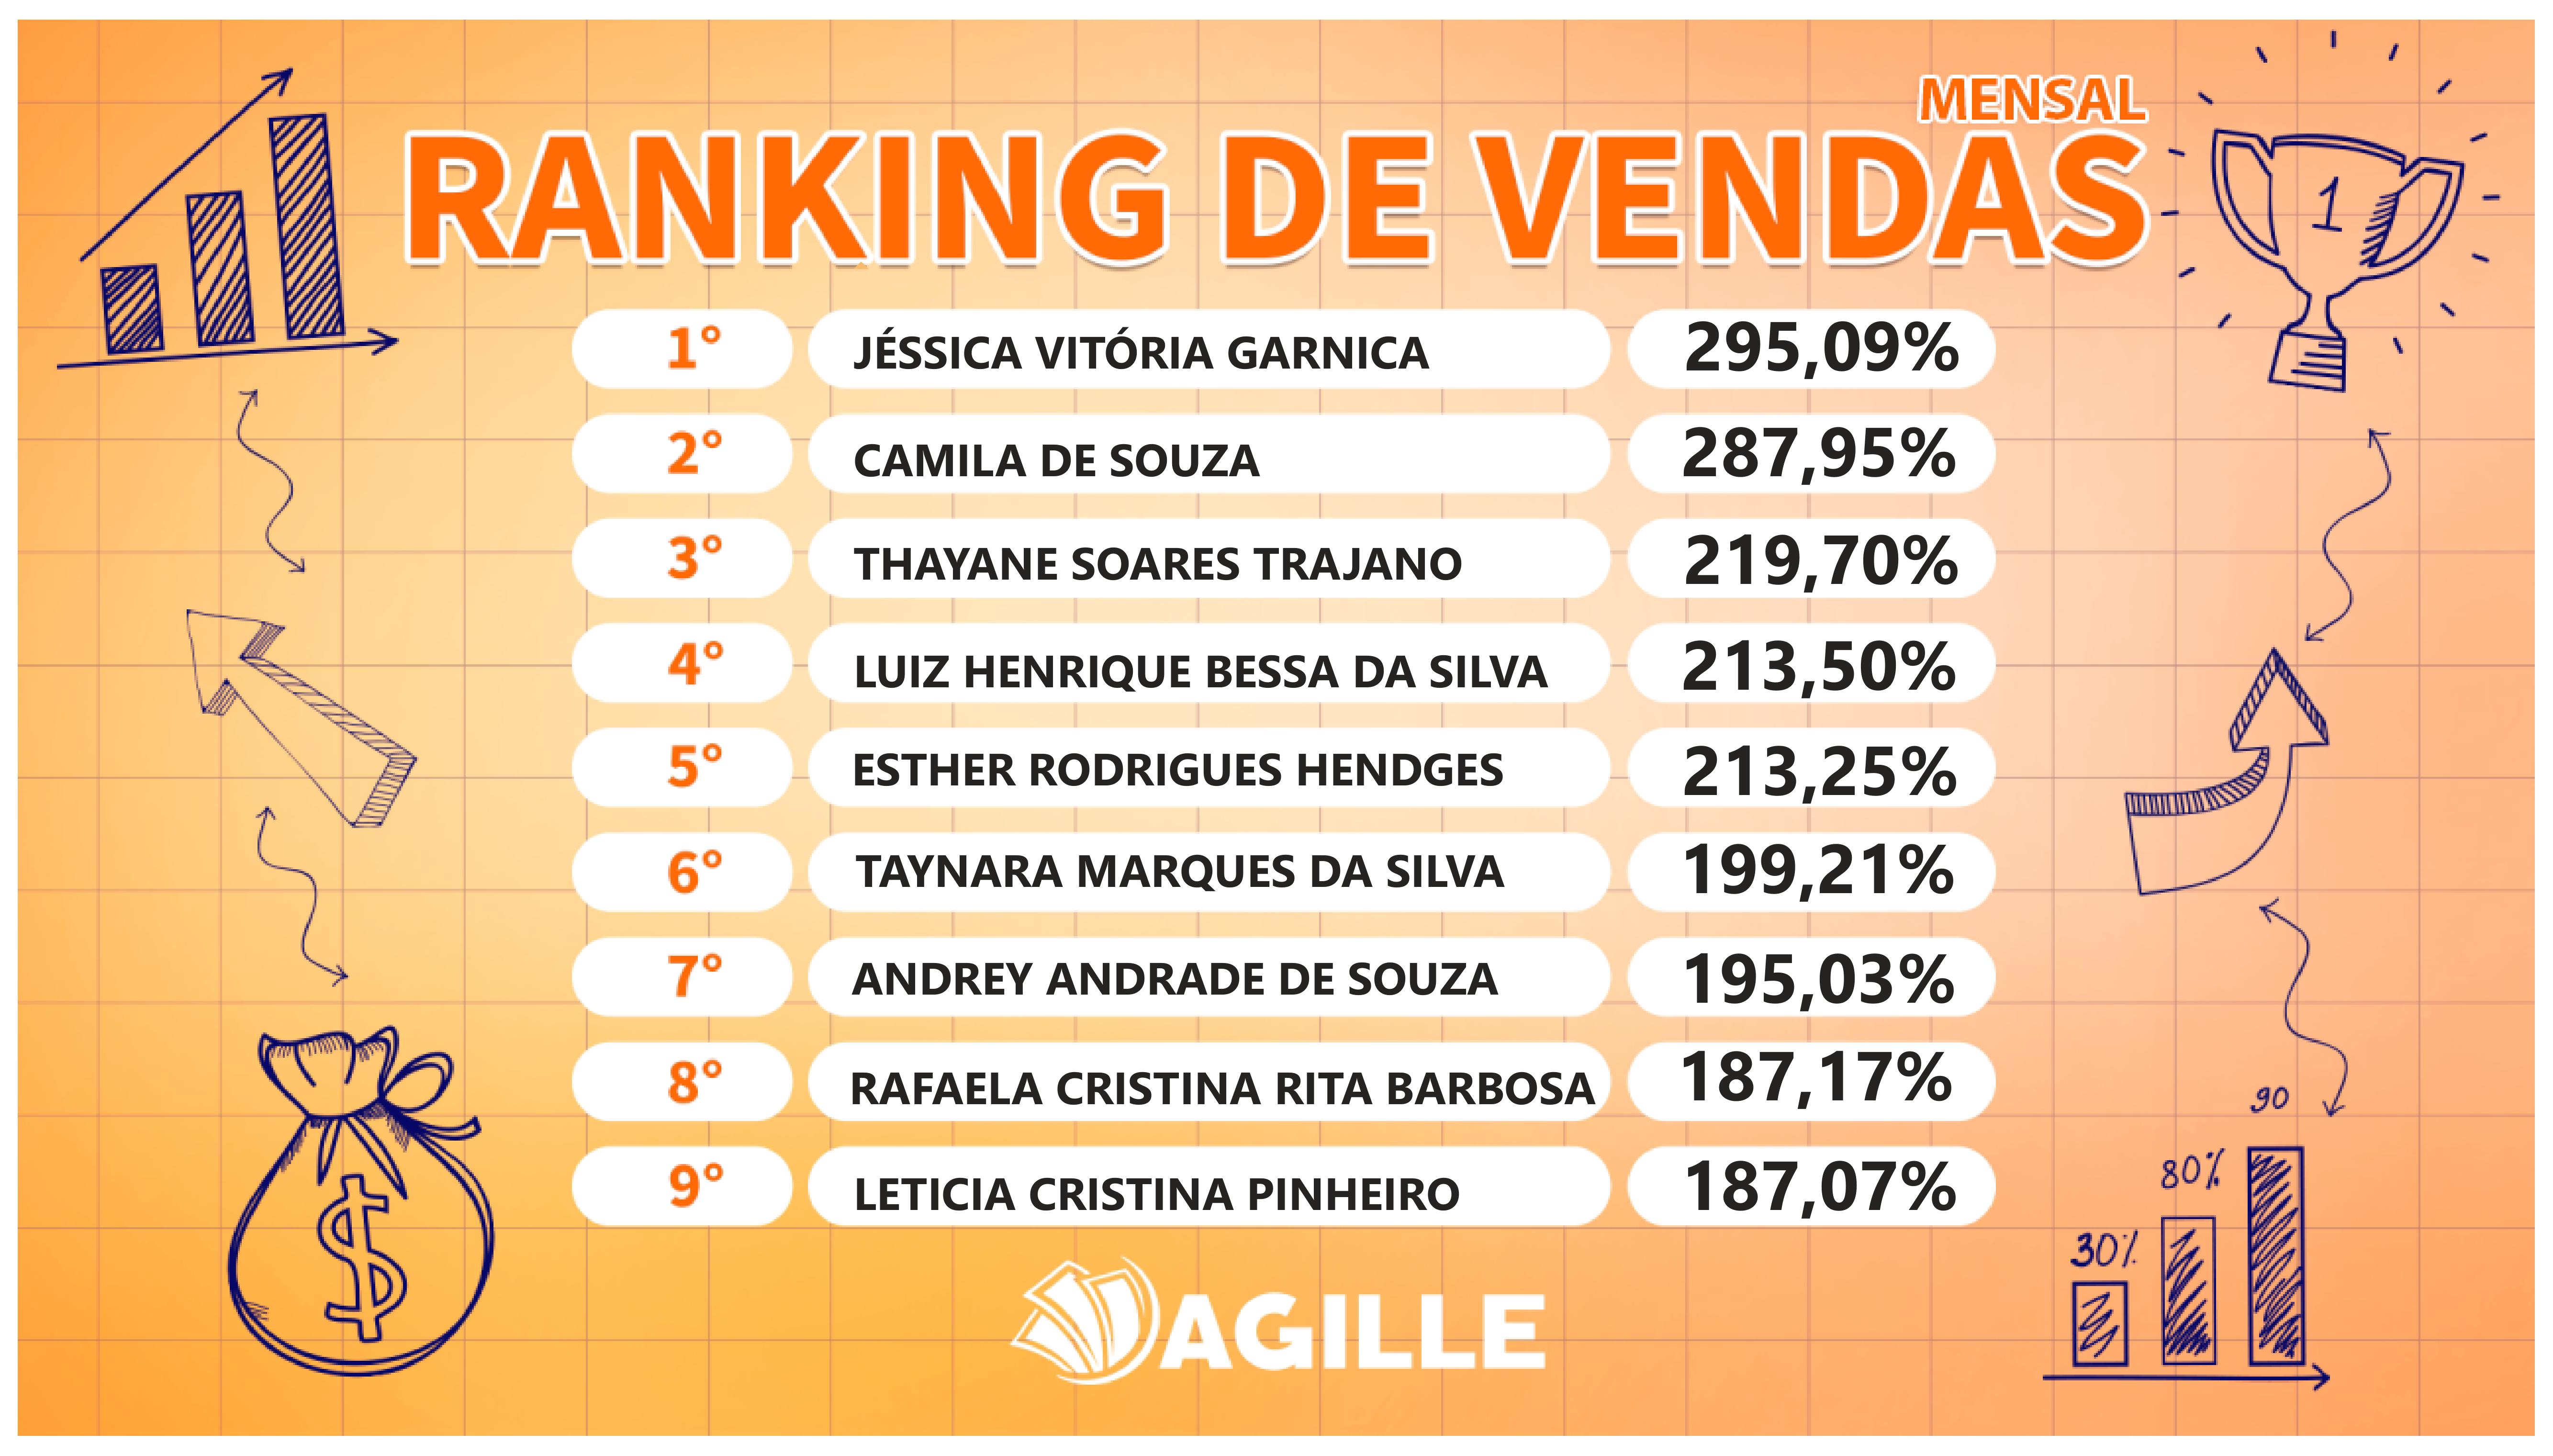 MENSAL
RANKING DE VENDAS
1
1° JÉSSICA VITÓRIA GARNICA 295,09%
2° CAMILA DE SOUZA 287,95%
3° THAYANE SOARES TRAJANO 219,70%
4° LUIZ HENRIQUE BESSA DA SILVA 213,50%
5° ESTHER RODRIGUES HENDGES 213,25%
6° TAYNARA MARQUES DA SILVA 199,21%
7° ANDREY ANDRADE DE SOUZA 195,03%
8° RAFAELA CRISTINA RITA BARBOSA 187,17%
9° LETICIA CRISTINA PINHEIRO 187,07%
$
90
80%
30%
AGILLE